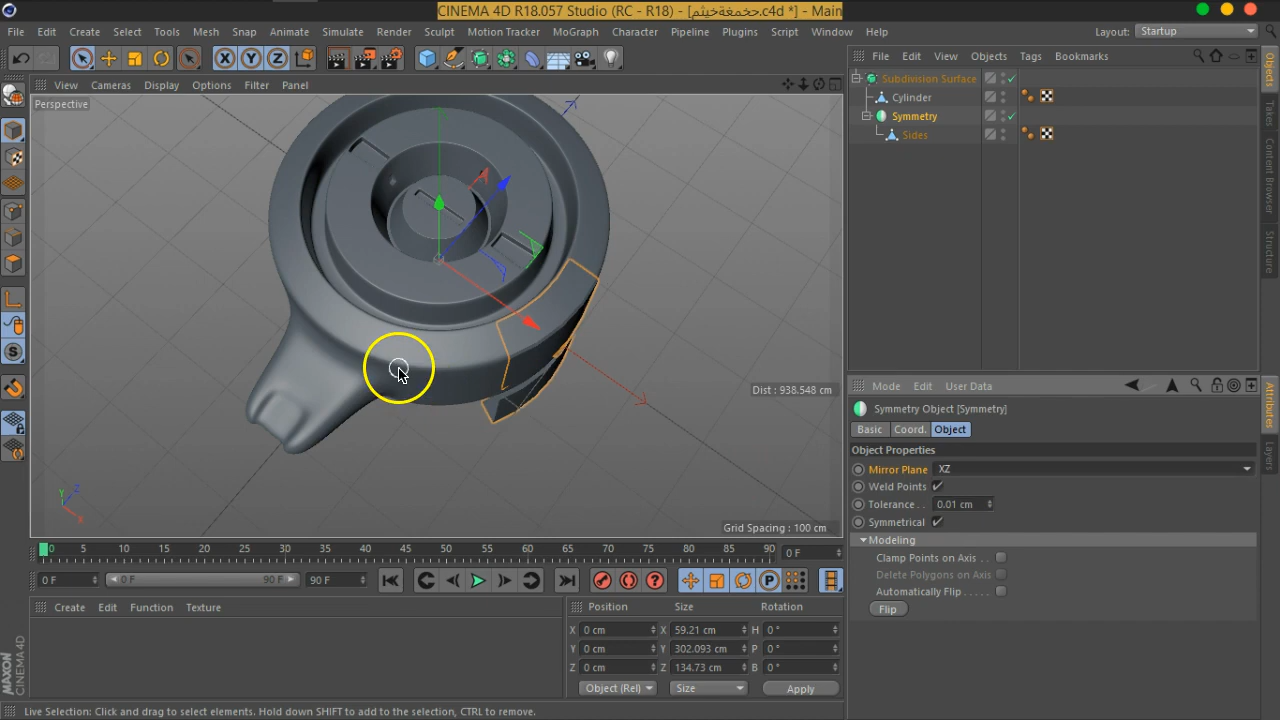 CINEMA 4D R18.057 Studio (RC - R18) - [حخمغةخيثم.c4d *] - Main
File Edit Create Select Tools Mesh Snap Animate Simulate Render Sculpt Motion Tracker MoGraph Character Pipeline Plugins Script Window Help Layout: Startup
X Y Z
View Cameras Display Options Filter Panel
File Edit View Objects Tags Bookmarks
Perspective
Subdivision Surface
Cylinder
Symmetry
Sides
Dist : 938.548 cm
Grid Spacing : 100 cm
Y Z X
Objects
Takes
Content Browser
Structure
Attributes
Layers
Mode Edit User Data
Symmetry Object [Symmetry]
Basic Coord. Object
Object Properties
Mirror Plane XZ
Weld Points
Tolerance . . 0.01 cm
Symmetrical
Modeling
Clamp Points on Axis . .
Delete Polygons on Axis
Automatically Flip . . . . .
Flip
0 5 10 15 20 25 30 35 40 45 50 55 60 65 70 75 80 85 90 0 F
0 F 0 F 90 F 90 F
Create Edit Function Texture
Position Size Rotation
X 0 cm X 59.21 cm H 0 °
Y 0 cm Y 302.093 cm P 0 °
Z 0 cm Z 134.73 cm B 0 °
Object (Rel) Size Apply
MAXON CINEMA 4D
Live Selection: Click and drag to select elements. Hold down SHIFT to add to the selection, CTRL to remove.